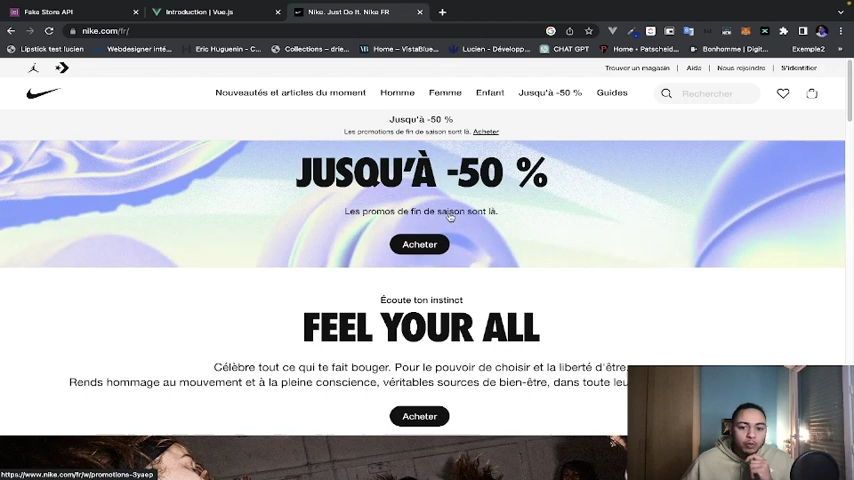 Fake Store API
Introduction | Vue.js
Nike. Just Do It. Nike FR
nike.com/fr/
Lipstick test lucien
Webdesigner inté...
Eric Huguenin - C...
Collections – drie...
Home – VistaBlue...
Lucien - Développ...
CHAT GPT
Home • Patscheid...
Bonhomme | Digit...
Exemple2
Trouver un magasin | Aide | Nous rejoindre | S'identifier
Nouveautés et articles du moment Homme Femme Enfant Jusqu'à -50 % Guides Rechercher
Jusqu'à -50 %
Les promotions de fin de saison sont là. Acheter
JUSQU'À -50 %
Les promos de fin de saison sont là.
Acheter
Écoute ton instinct
FEEL YOUR ALL
Célèbre tout ce qui te fait bouger. Pour le pouvoir de choisir et la liberté d'être.
Rends hommage au mouvement et à la pleine conscience, véritables sources de bien-être, dans toute leu
Acheter
https://www.nike.com/fr/w/promotions-3yaep